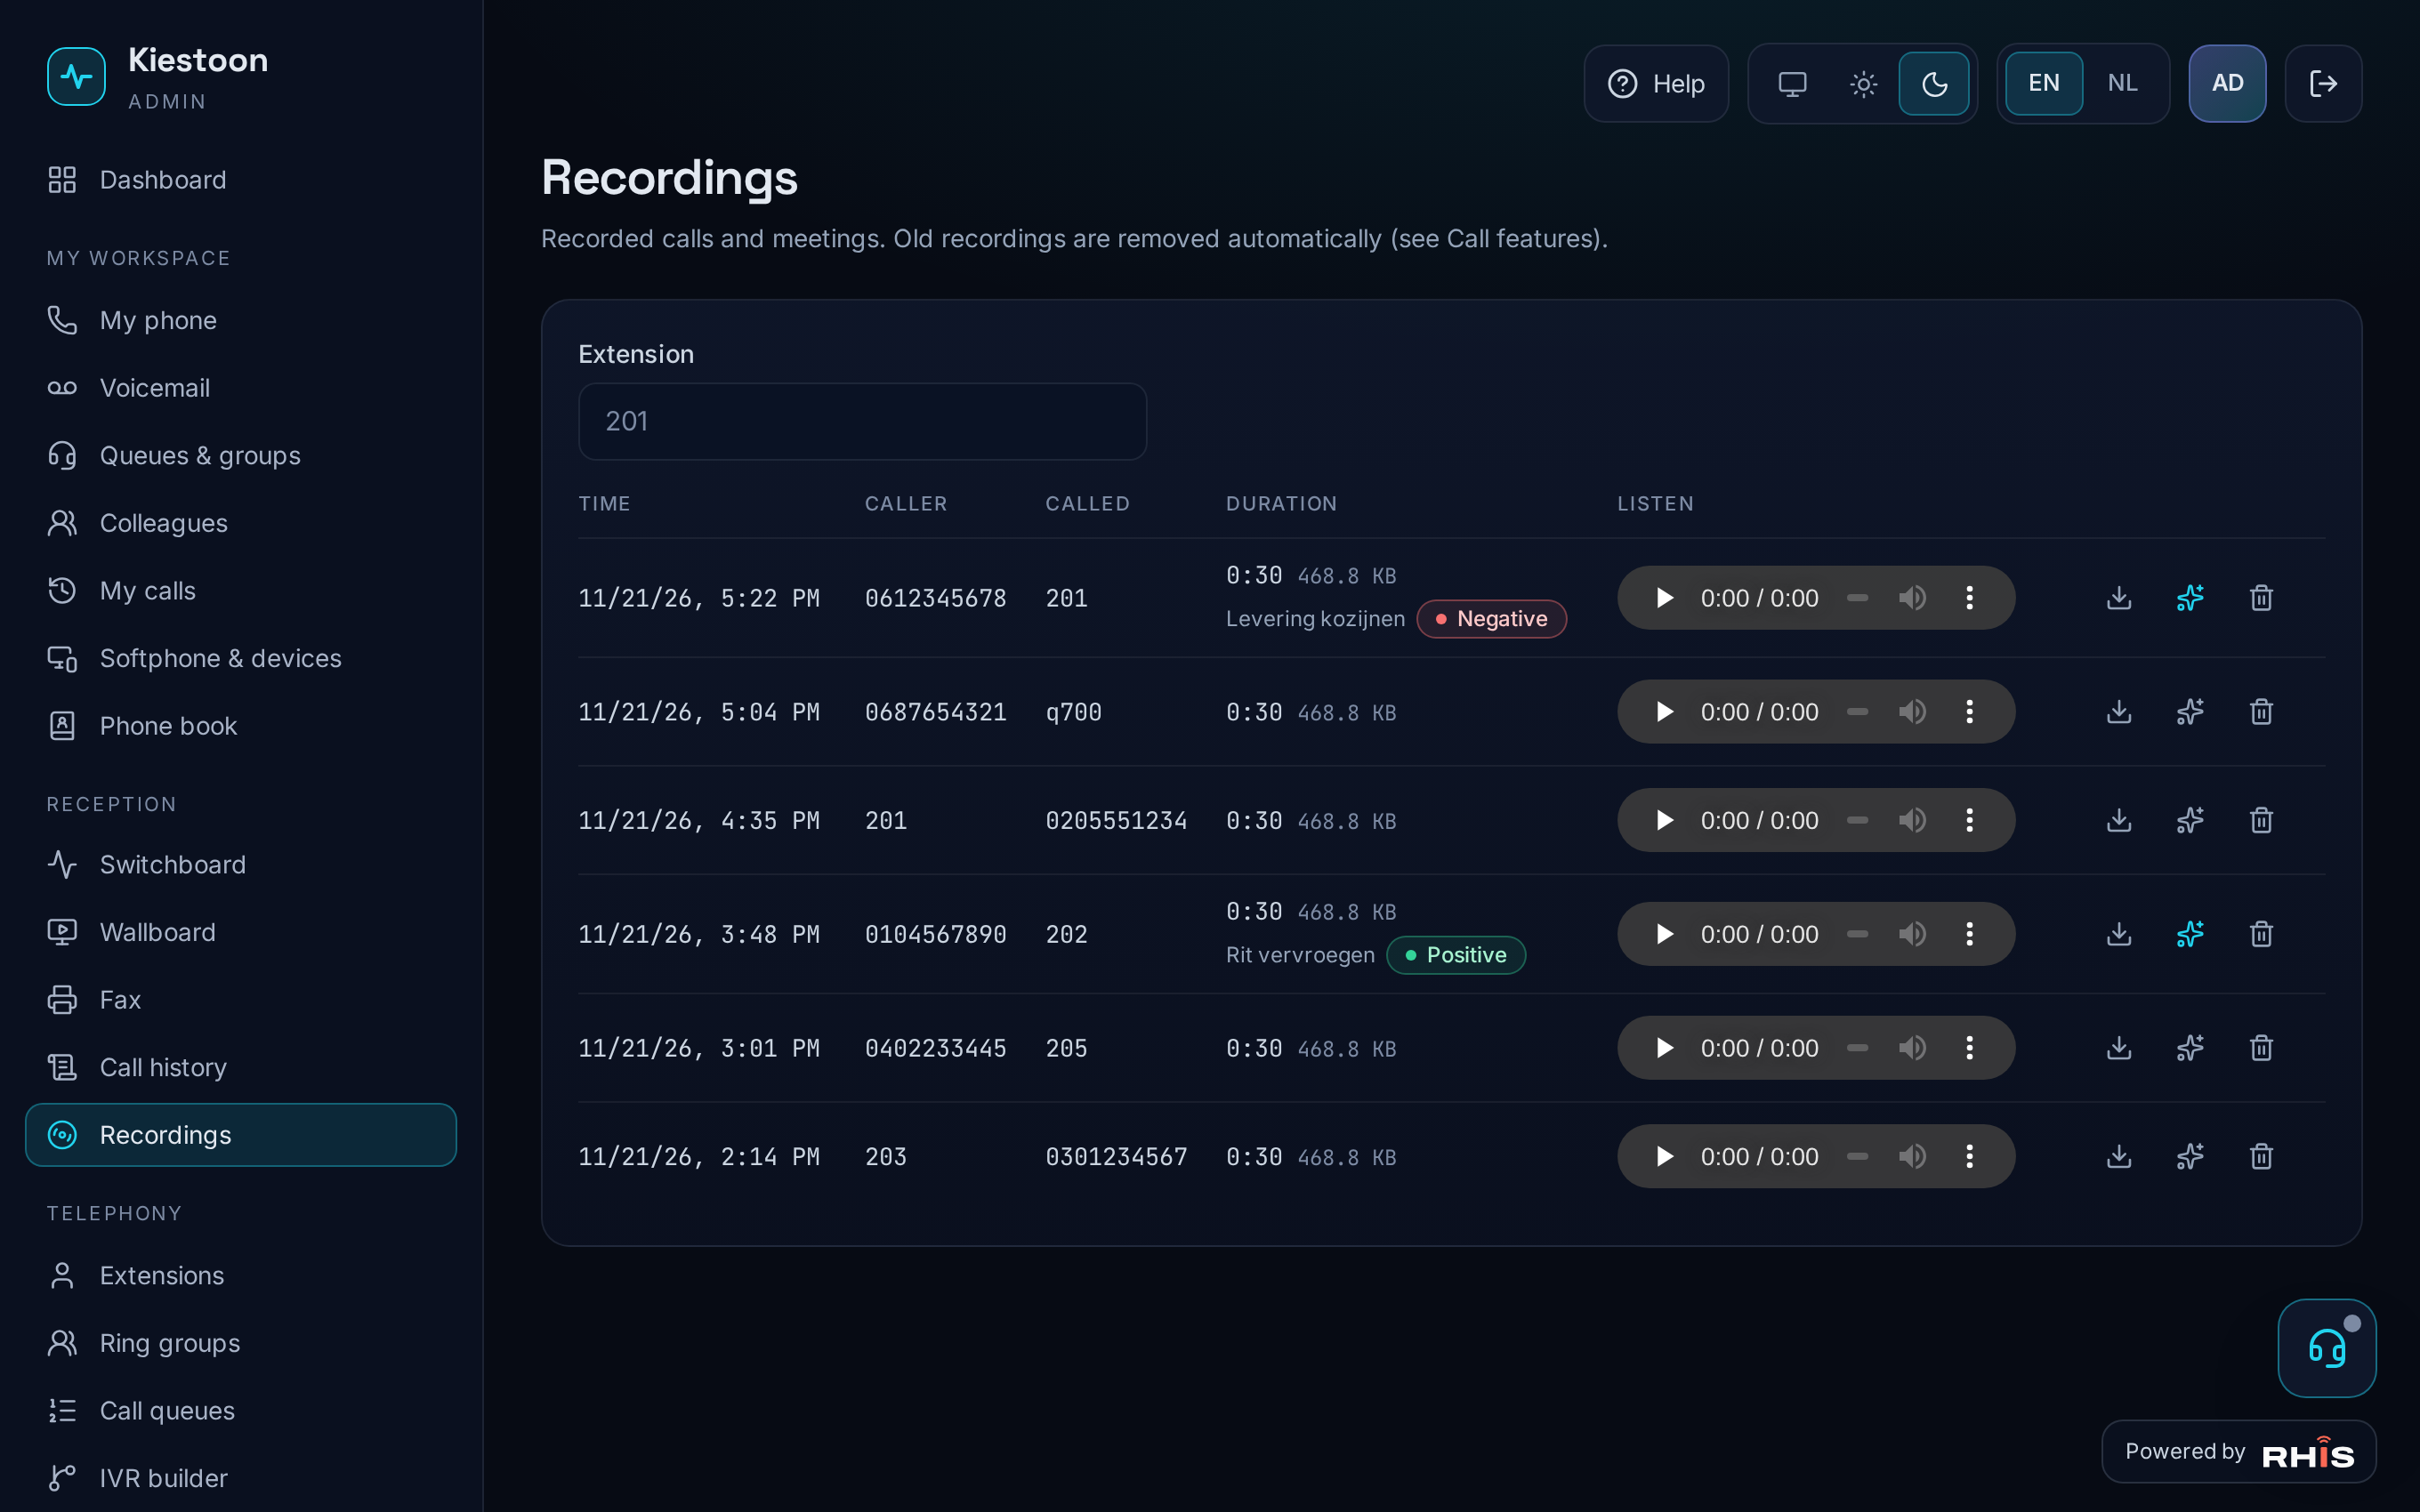 Kiestoon
ADMIN
Dashboard
MY WORKSPACE
My phone
Voicemail
Queues & groups
Colleagues
My calls
Softphone & devices
Phone book
RECEPTION
Switchboard
Wallboard
Fax
Call history
Recordings
TELEPHONY
Extensions
Ring groups
Call queues
IVR builder
Help
EN NL AD
Recordings
Recorded calls and meetings. Old recordings are removed automatically (see Call features).
Extension
201
TIME CALLER CALLED DURATION LISTEN
11/21/26, 5:22 PM 0612345678 201 0:30 468.8 KB 0:00 / 0:00
Levering kozijnen Negative
11/21/26, 5:04 PM 0687654321 q700 0:30 468.8 KB 0:00 / 0:00
11/21/26, 4:35 PM 201 0205551234 0:30 468.8 KB 0:00 / 0:00
11/21/26, 3:48 PM 0104567890 202 0:30 468.8 KB 0:00 / 0:00
Rit vervroegen Positive
11/21/26, 3:01 PM 0402233445 205 0:30 468.8 KB 0:00 / 0:00
11/21/26, 2:14 PM 203 0301234567 0:30 468.8 KB 0:00 / 0:00
Powered by RHIS